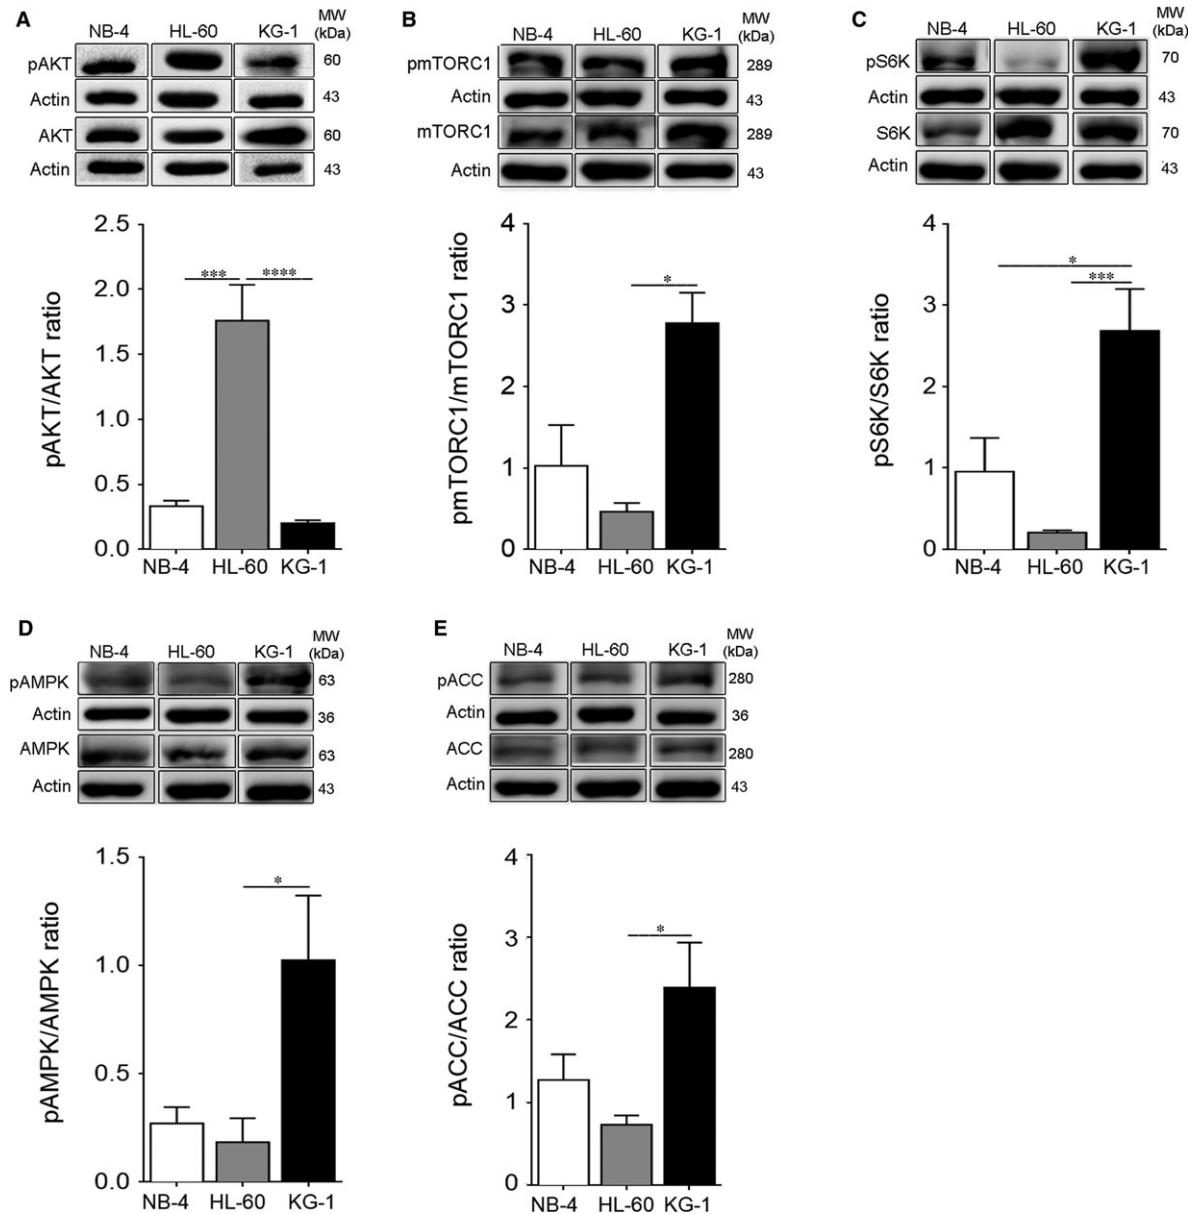 A
NB-4 HL-60 KG-1 MW (kDa)
pAKT 60
Actin 43
AKT 60
Actin 43
pAKT/AKT ratio
2.5
2.0
1.5
1.0
0.5
0.0
*** ****
NB-4 HL-60 KG-1
B
NB-4 HL-60 KG-1 MW (kDa)
pmTORC1 289
Actin 43
mTORC1 289
Actin 43
pmTORC1/mTORC1 ratio
4
3
2
1
0
*
NB-4 HL-60 KG-1
C
NB-4 HL-60 KG-1 MW (kDa)
pS6K 70
Actin 43
S6K 70
Actin 43
pS6K/S6K ratio
4
3
2
1
0
*
***
NB-4 HL-60 KG-1
D
NB-4 HL-60 KG-1 MW (kDa)
pAMPK 63
Actin 36
AMPK 63
Actin 43
pAMPK/AMPK ratio
1.5
1.0
0.5
0.0
*
NB-4 HL-60 KG-1
E
NB-4 HL-60 KG-1 MW (kDa)
pACC 280
Actin 36
ACC 280
Actin 43
pACC/ACC ratio
4
3
2
1
0
*
NB-4 HL-60 KG-1